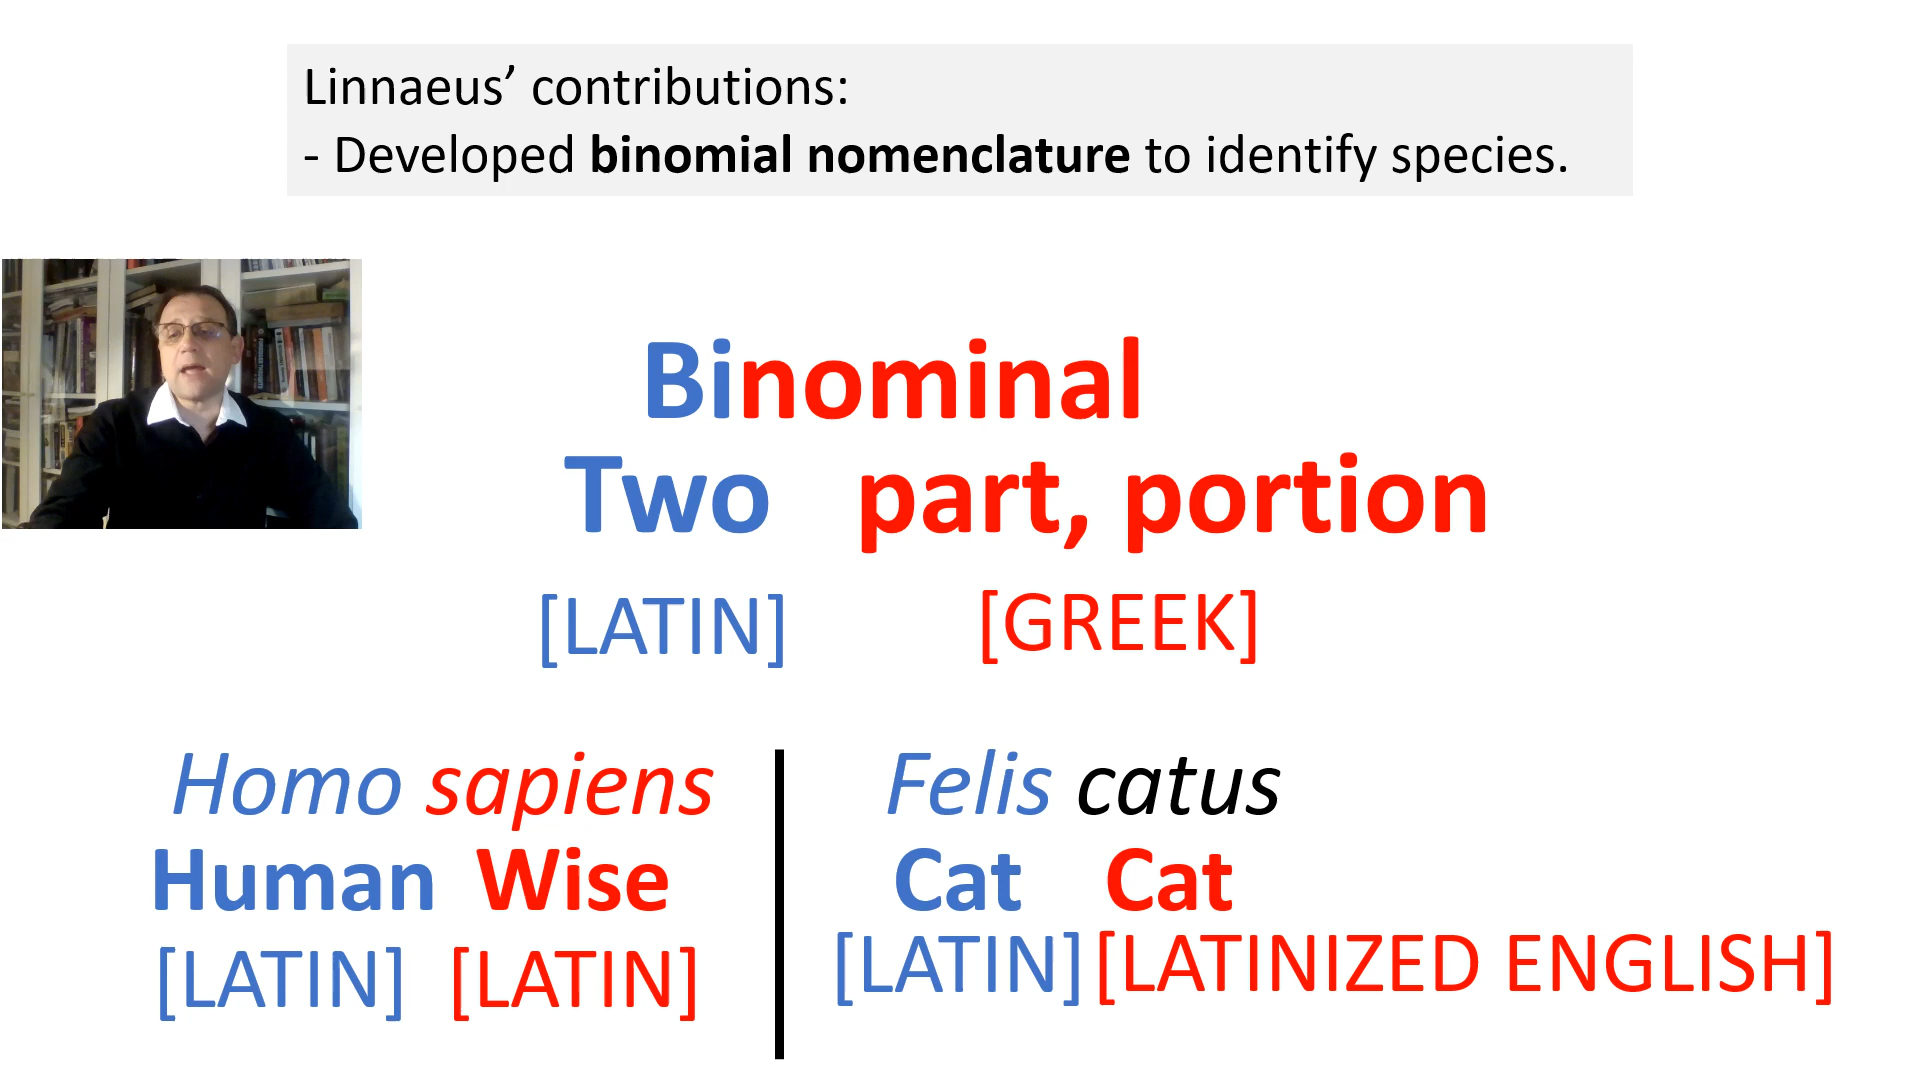 Linnaeus’ contributions:
- Developed binomial nomenclature to identify species.
Binominal
Two part, portion
[LATIN] [GREEK]
Homo sapiens
Human Wise
[LATIN] [LATIN]
Felis catus
Cat Cat
[LATIN] [LATINIZED ENGLISH]